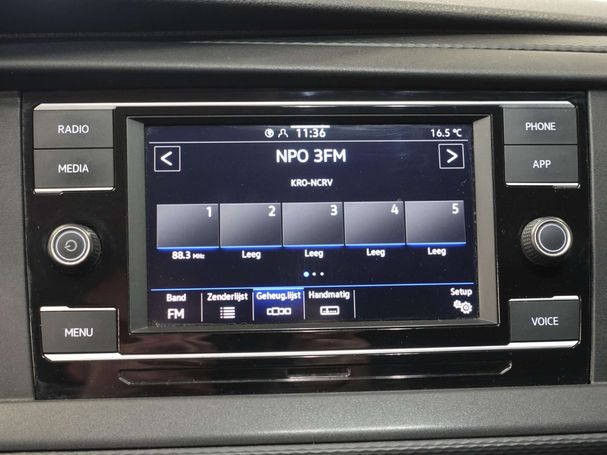 RADIO
MEDIA
MENU
11:36
16.5 °C
NPO 3FM
KRO-NCRV
1 2 3 4 5
88.3 MHz Leeg Leeg Leeg Leeg
Band
FM
Zenderlijst
Geheug.lijst
Handmatig
Setup
PHONE
APP
VOICE